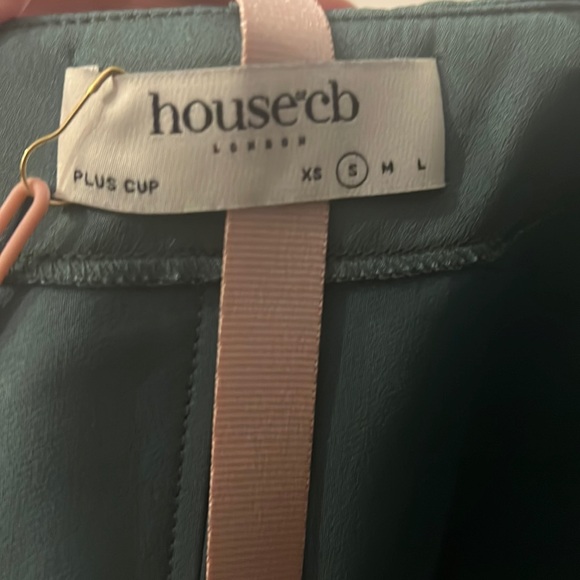 house of cb
LONDON
PLUS CUP XS S M L